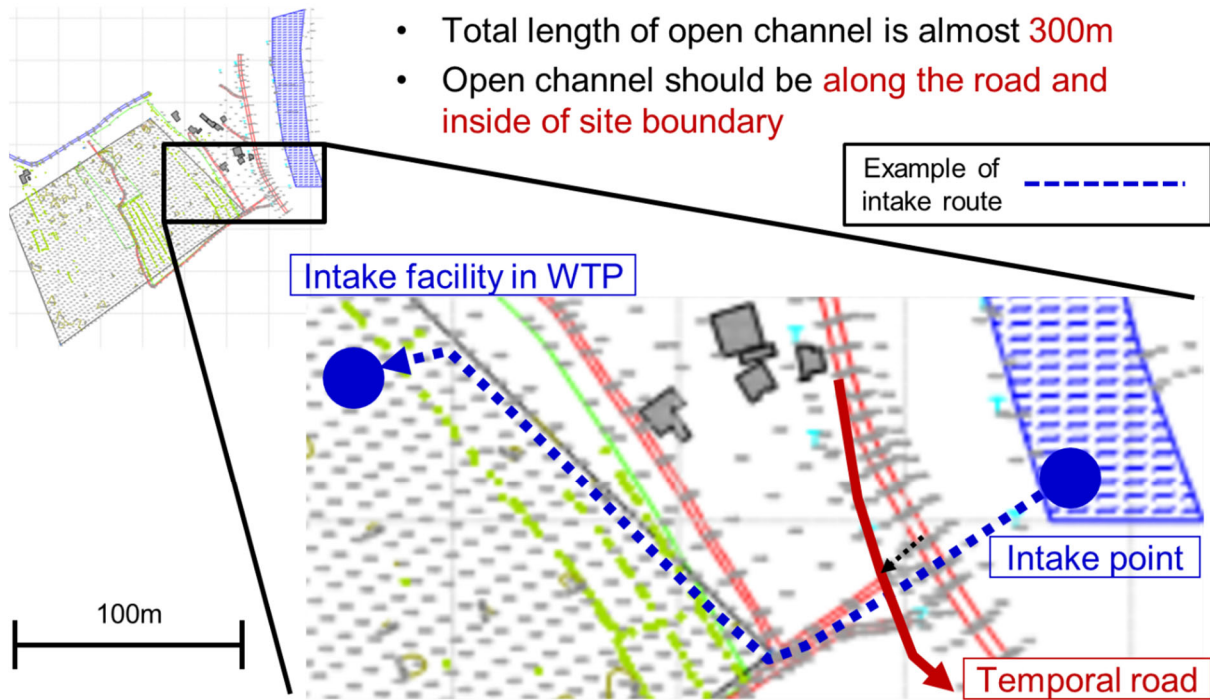 • Total length of open channel is almost 300m
• Open channel should be along the road and
inside of site boundary
Example of
intake route
Intake facility in WTP
Intake point
100m
Temporal road